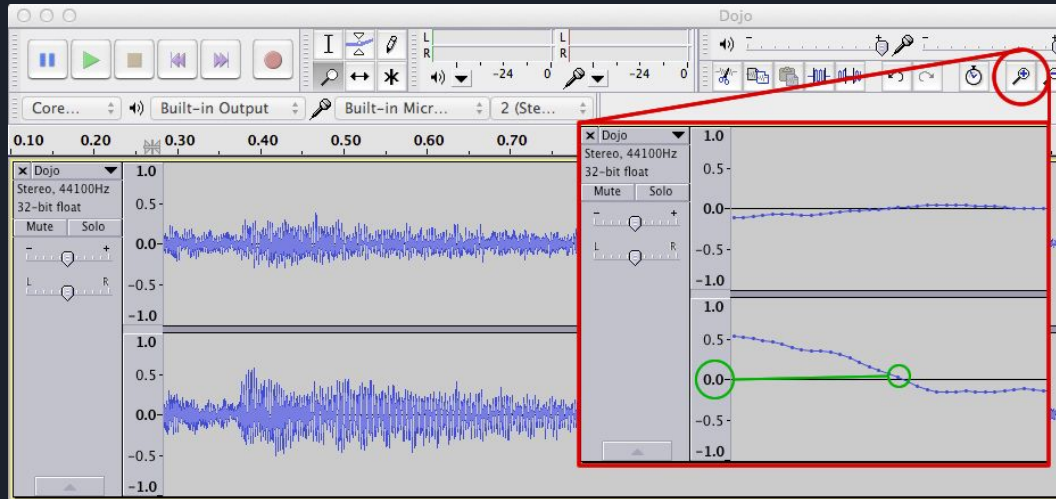 Dojo
L
R
-24 0
L
R
-24 0
Core...
Built-in Output
Built-in Micr...
2 (Ste...
0.10 0.20 0.30 0.40 0.50 0.60 0.70
Dojo
Stereo, 44100Hz
32-bit float
Mute Solo
- +
L R
1.0
0.5
0.0
-0.5
-1.0
1.0
0.5
0.0
-0.5
-1.0
Dojo
Stereo, 44100Hz
32-bit float
Mute Solo
- +
L R
1.0
0.5
0.0
-0.5
-1.0
1.0
0.5
0.0
-0.5
-1.0